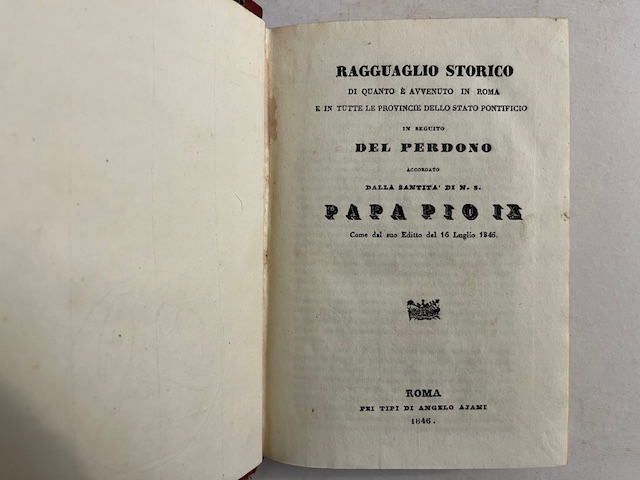 RAGGUAGLIO STORICO
DI QUANTO È AVVENUTO IN ROMA
E IN TUTTE LE PROVINCIE DELLO STATO PONTIFICIO
IN SEGUITO
DEL PERDONO
ACCORDATO
DALLA SANTITA' DI N. S.
PAPA PIO IX
Come dal suo Editto del 16 Luglio 1846.
ROMA
PEI TIPI DI ANGELO AJANI
1846.